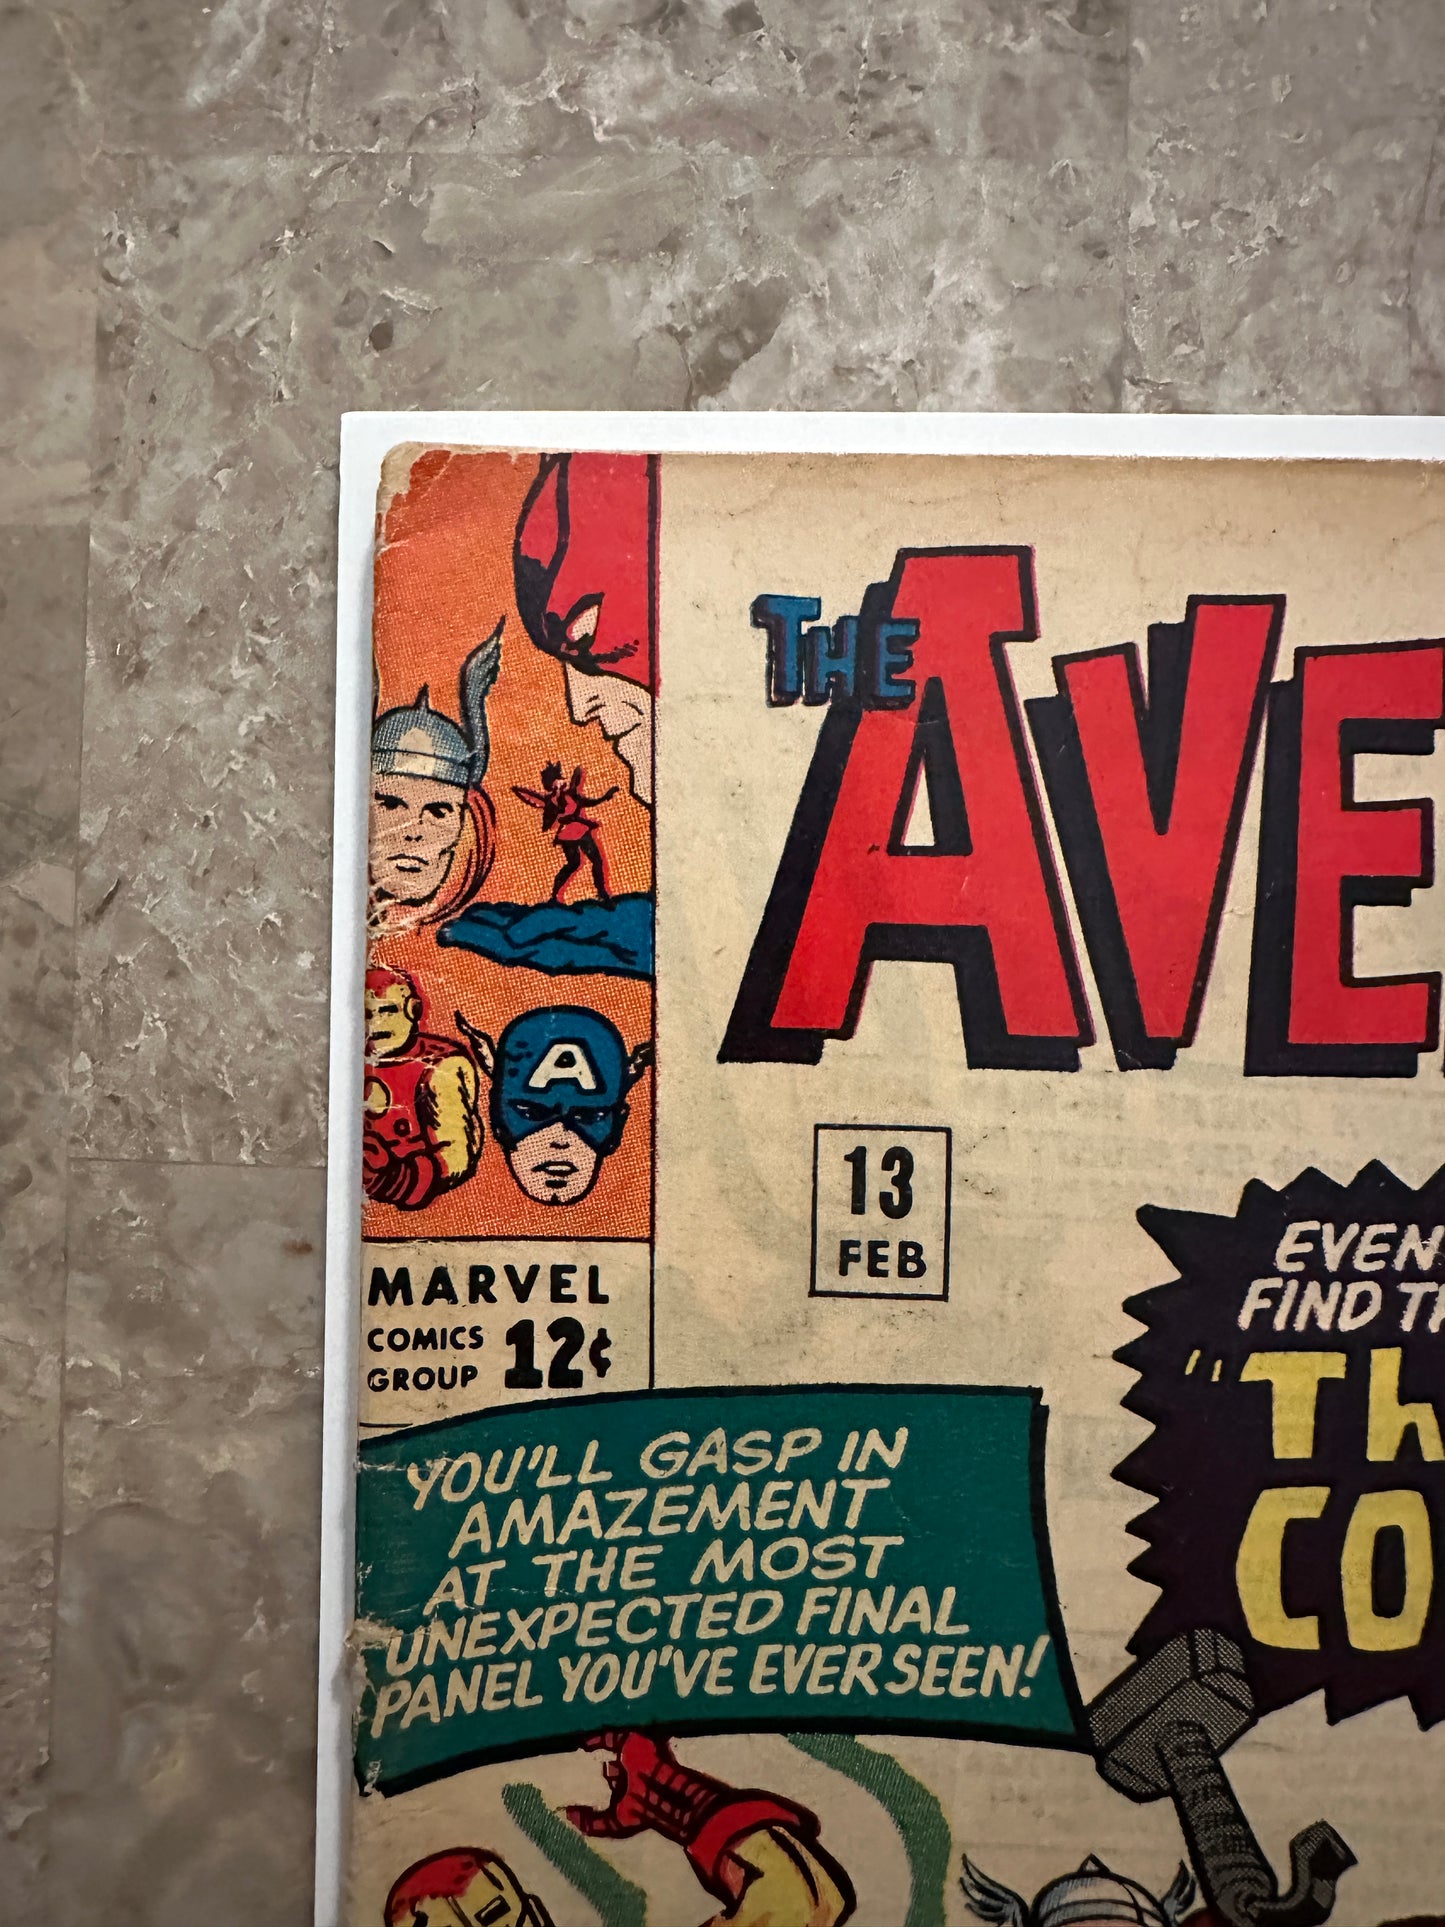 THE AVE
13
FEB
MARVEL
COMICS
GROUP 12¢
A
EVEN
FIND
"Th
CO
YOU'LL GASP IN
AMAZEMENT
AT THE MOST
UNEXPECTED FINAL
PANEL YOU'VE EVER SEEN!